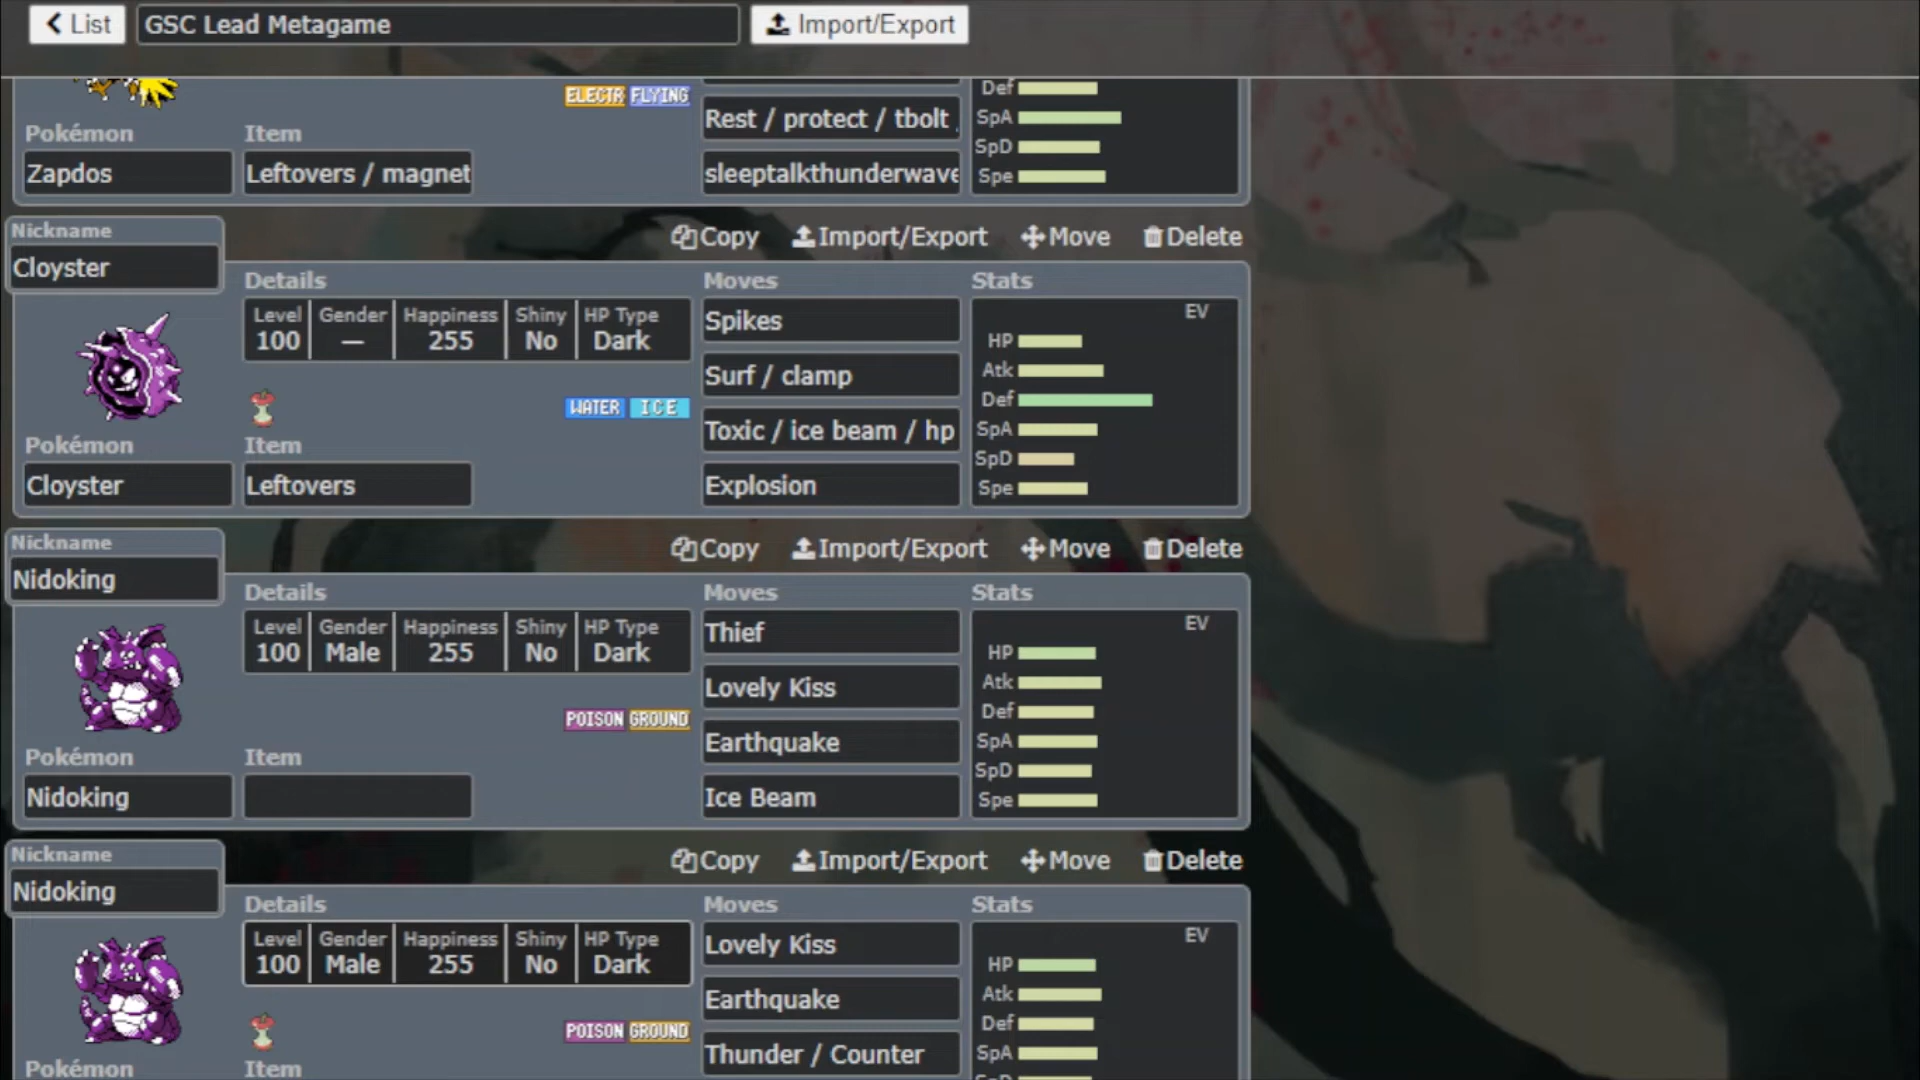 List
GSC Lead Metagame
Import/Export
ELECTR FLYING
Def
Rest / protect / tbolt
SpA
Pokémon
Item
SpD
Zapdos
Leftovers / magnet
sleeptalkthunderwave
Spe
Nickname
Cloyster
Copy
Import/Export
Move
Delete
Details
Moves
Stats
Level
Gender
Happiness
Shiny
HP Type
100
—
255
No
Dark
Spikes
EV
HP
Atk
Surf / clamp
Def
WATER ICE
SpA
Toxic / ice beam / hp
Pokémon
Item
SpD
Cloyster
Leftovers
Explosion
Spe
Nickname
Nidoking
Copy
Import/Export
Move
Delete
Details
Moves
Stats
Level
Gender
Happiness
Shiny
HP Type
100
Male
255
No
Dark
Thief
EV
HP
Atk
Lovely Kiss
Def
POISON GROUND
SpA
Earthquake
Pokémon
Item
SpD
Nidoking
Ice Beam
Spe
Nickname
Nidoking
Copy
Import/Export
Move
Delete
Details
Moves
Stats
Level
Gender
Happiness
Shiny
HP Type
100
Male
255
No
Dark
Lovely Kiss
EV
HP
Atk
Earthquake
Def
POISON GROUND
SpA
Thunder / Counter
Pokémon
Item